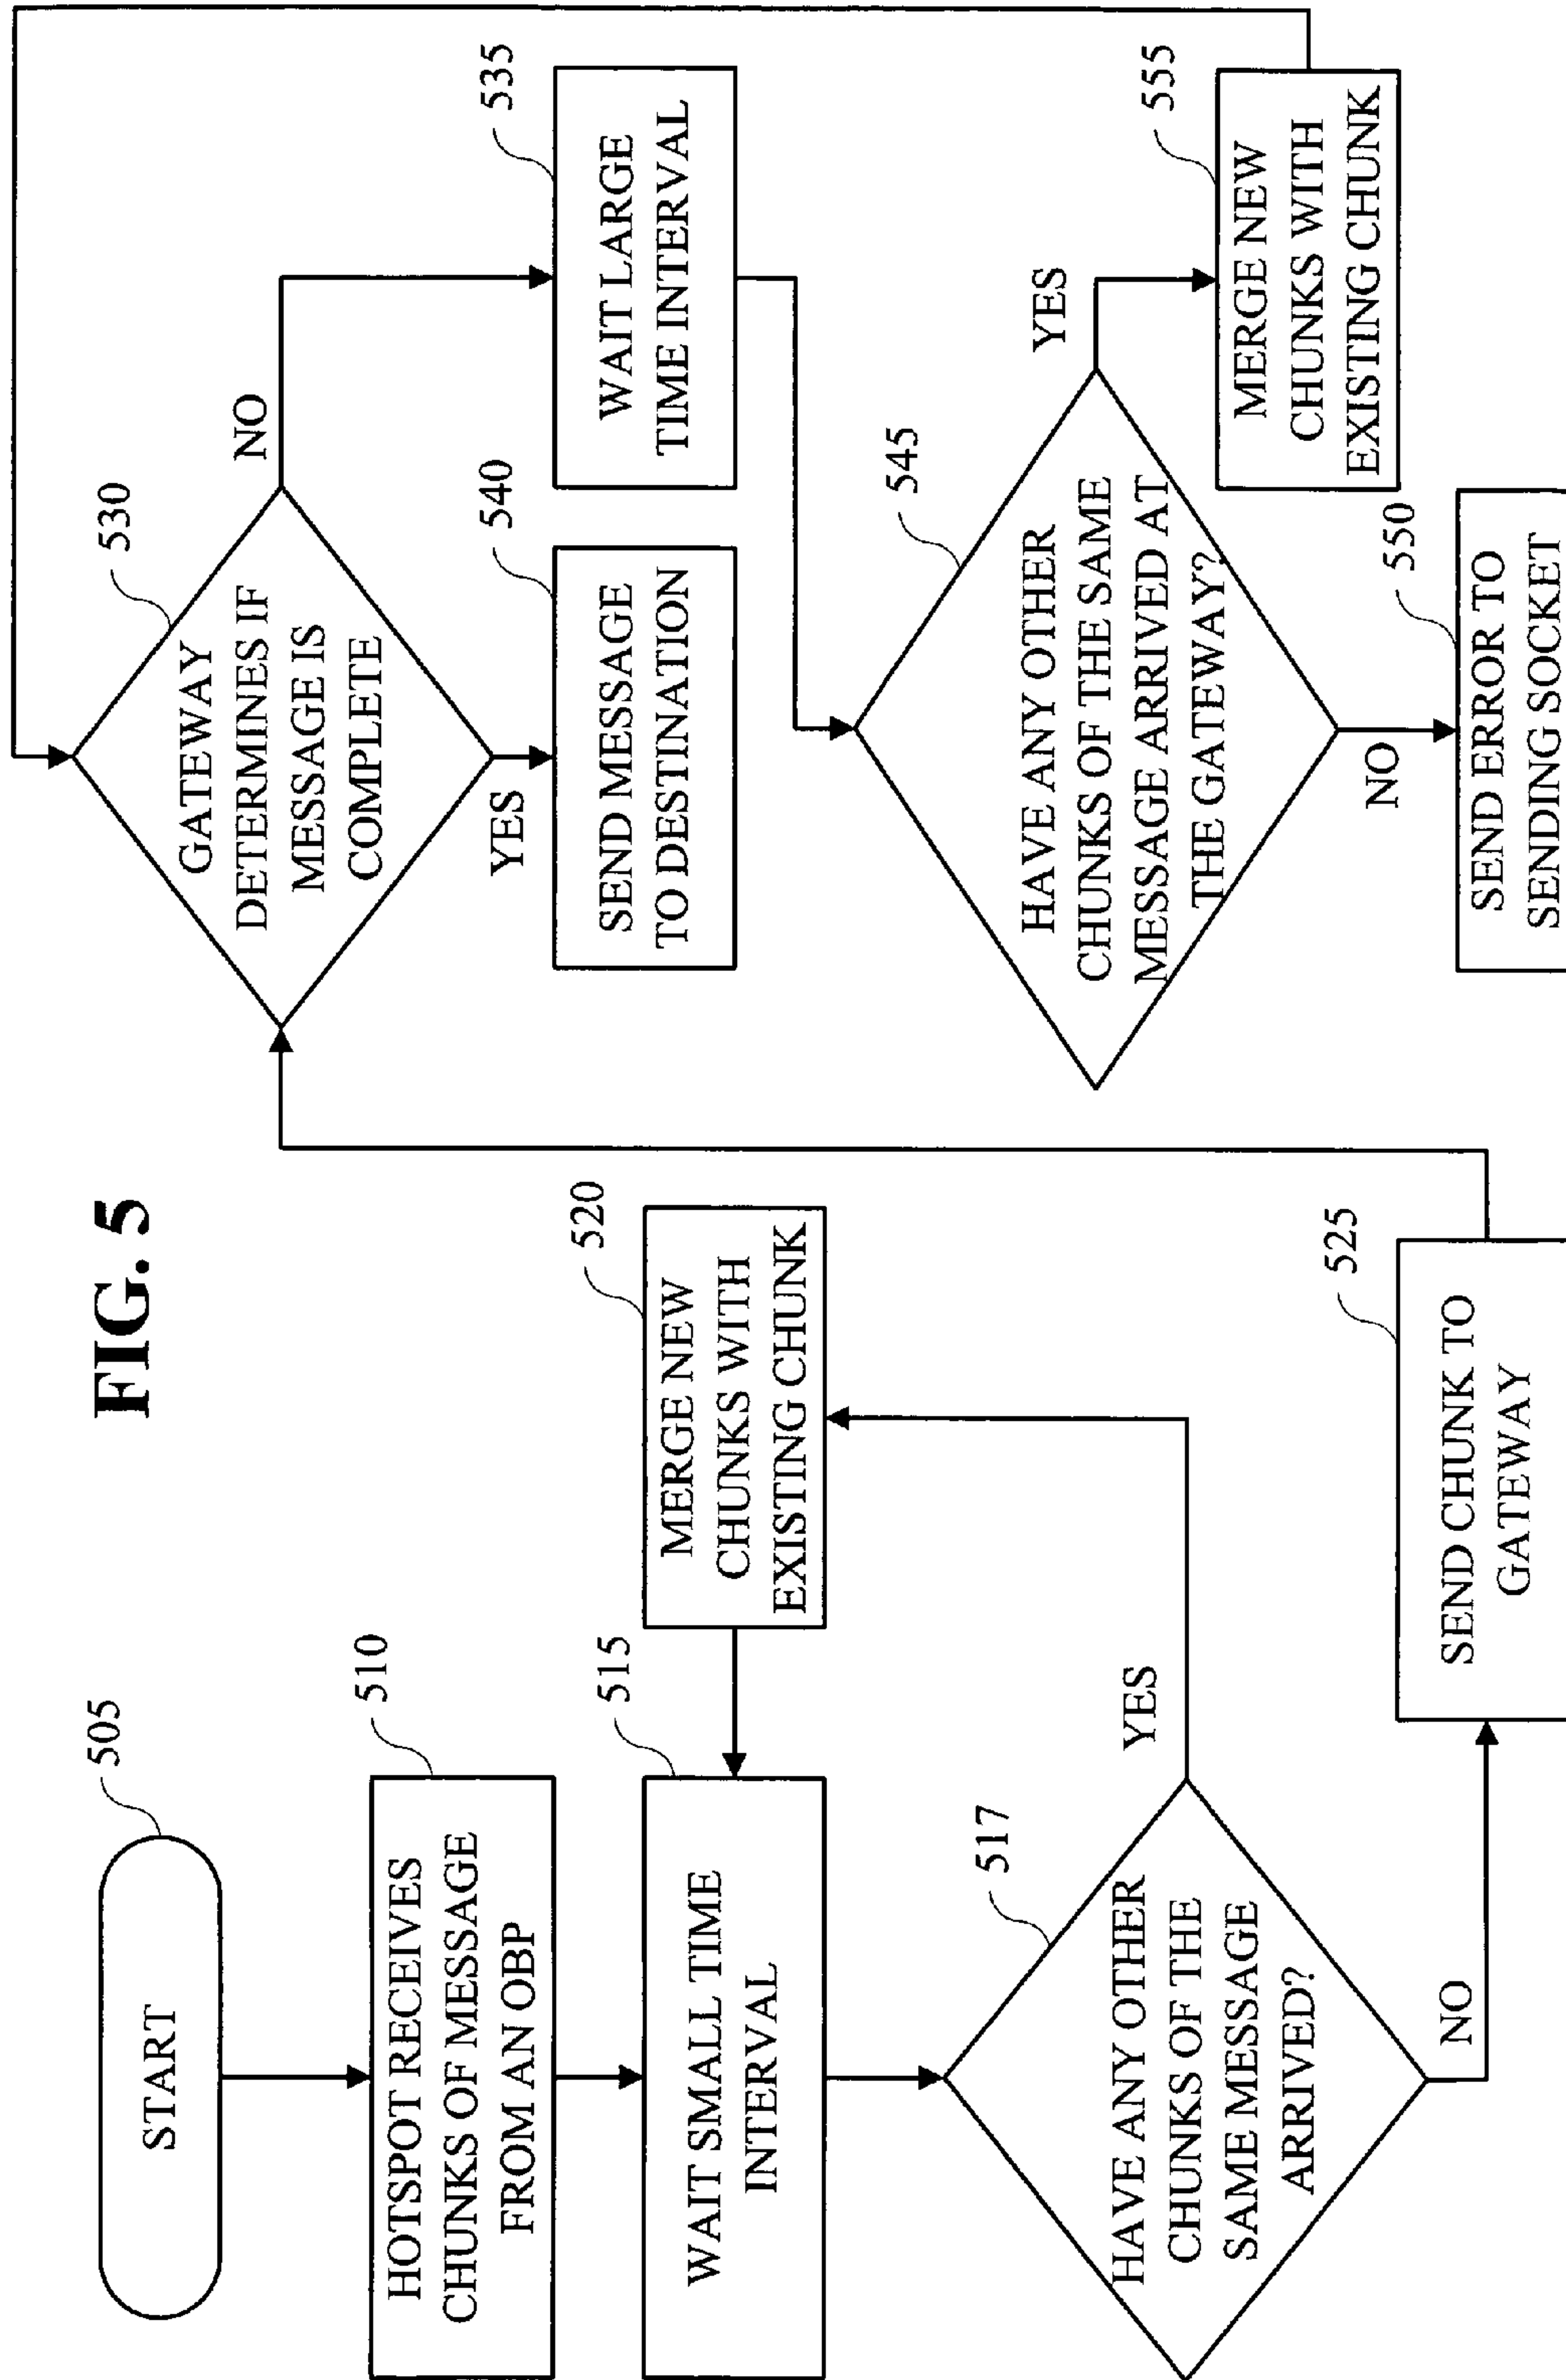 FIG. 5
START
505
HOTSPOT RECEIVES
CHUNKS OF MESSAGE
FROM AN OBP
510
WAIT SMALL TIME
INTERVAL
515
HAVE ANY OTHER
CHUNKS OF THE
SAME MESSAGE
ARRIVED?
517
YES
MERGE NEW
CHUNKS WITH
EXISTING CHUNK
520
NO
SEND CHUNK TO
GATEWAY
525
GATEWAY
DETERMINES IF
MESSAGE IS
COMPLETE
530
NO
WAIT LARGE
TIME INTERVAL
535
YES
SEND MESSAGE
TO DESTINATION
540
HAVE ANY OTHER
CHUNKS OF THE SAME
MESSAGE ARRIVED AT
THE GATEWAY?
545
YES
MERGE NEW
CHUNKS WITH
EXISTING CHUNK
555
NO
SEND ERROR TO
SENDING SOCKET
550